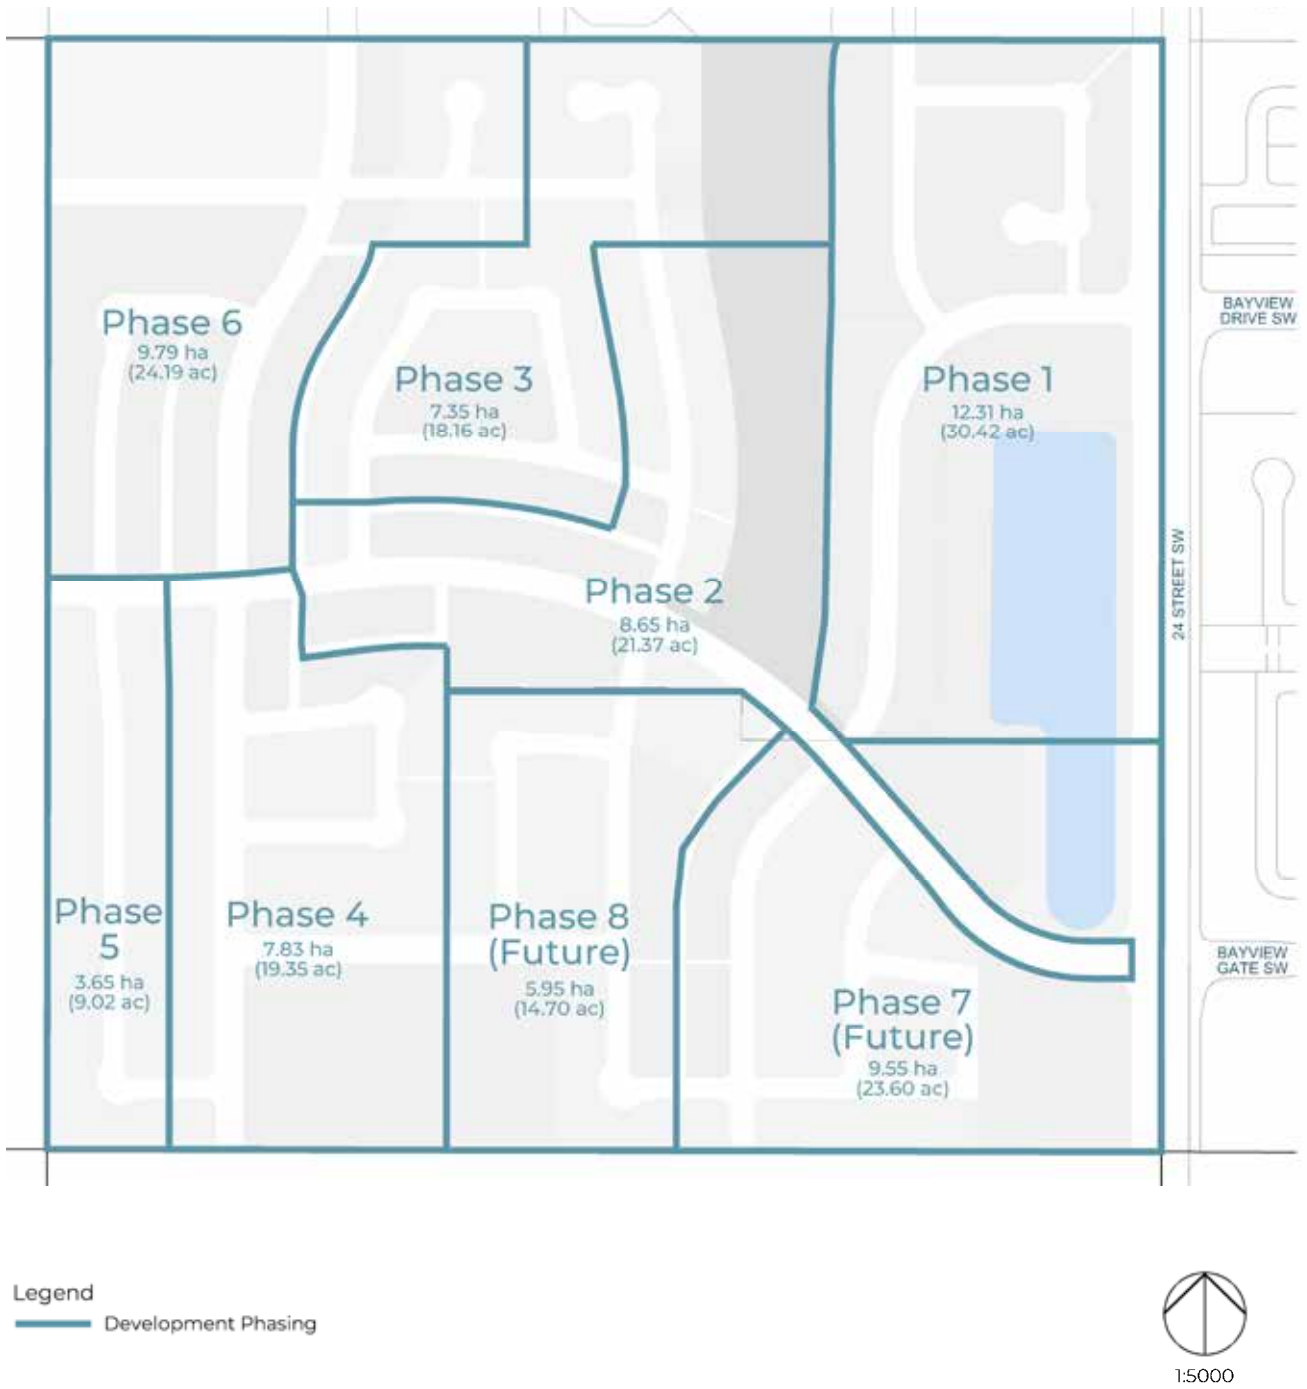 Phase 6
9.79 ha
(24.19 ac)
Phase 3
7.35 ha
(18.16 ac)
Phase 1
12.31 ha
(30.42 ac)
BAYVIEW
DRIVE SW
24 STREET SW
Phase 2
8.65 ha
(21.37 ac)
Phase
5
3.65 ha
(9.02 ac)
Phase 4
7.83 ha
(19.35 ac)
Phase 8
(Future)
5.95 ha
(14.70 ac)
Phase 7
(Future)
9.55 ha
(23.60 ac)
BAYVIEW
GATE SW
Legend
Development Phasing
1:5000